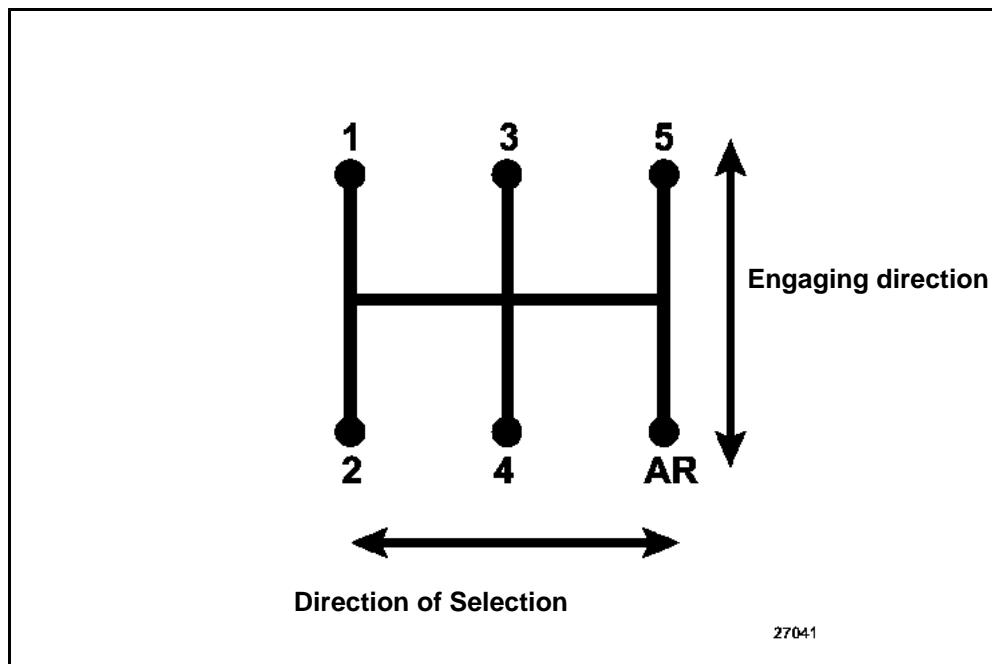 1 3 5
Engaging direction
2 4 AR
Direction of Selection
27041